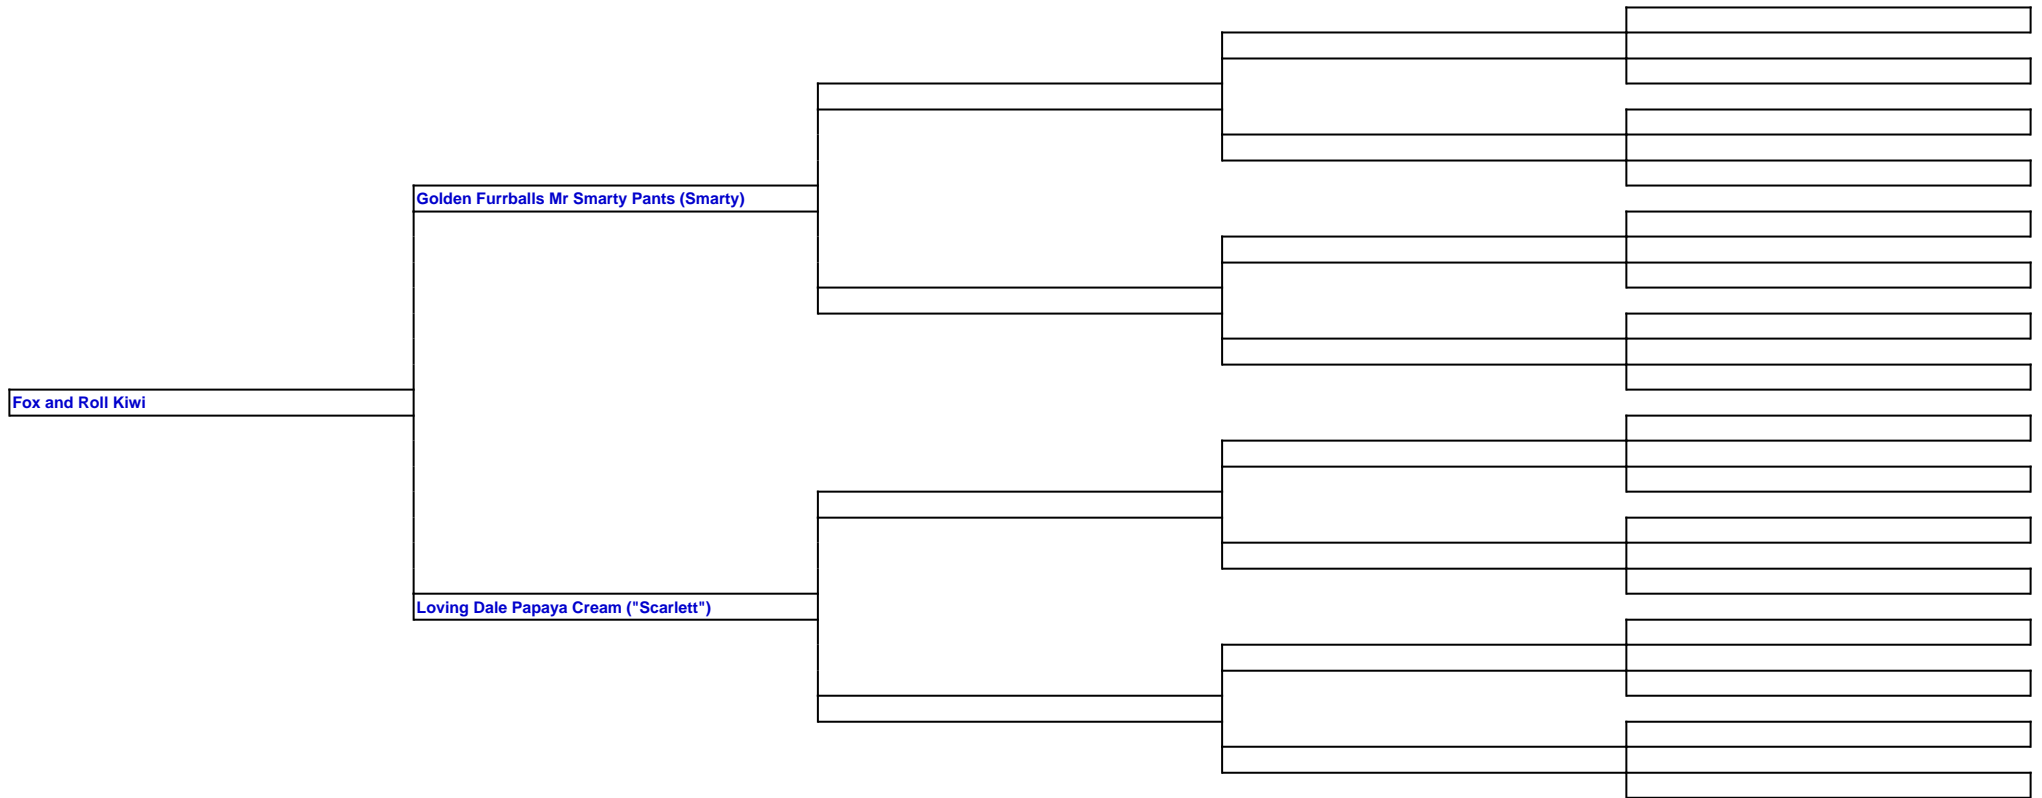 Golden Furrballs Mr Smarty Pants (Smarty)
Fox and Roll Kiwi
Loving Dale Papaya Cream ("Scarlett")